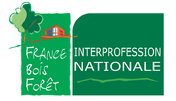 FRANCE
BOIS
FORÊT
INTERPROFESSION
NATIONALE